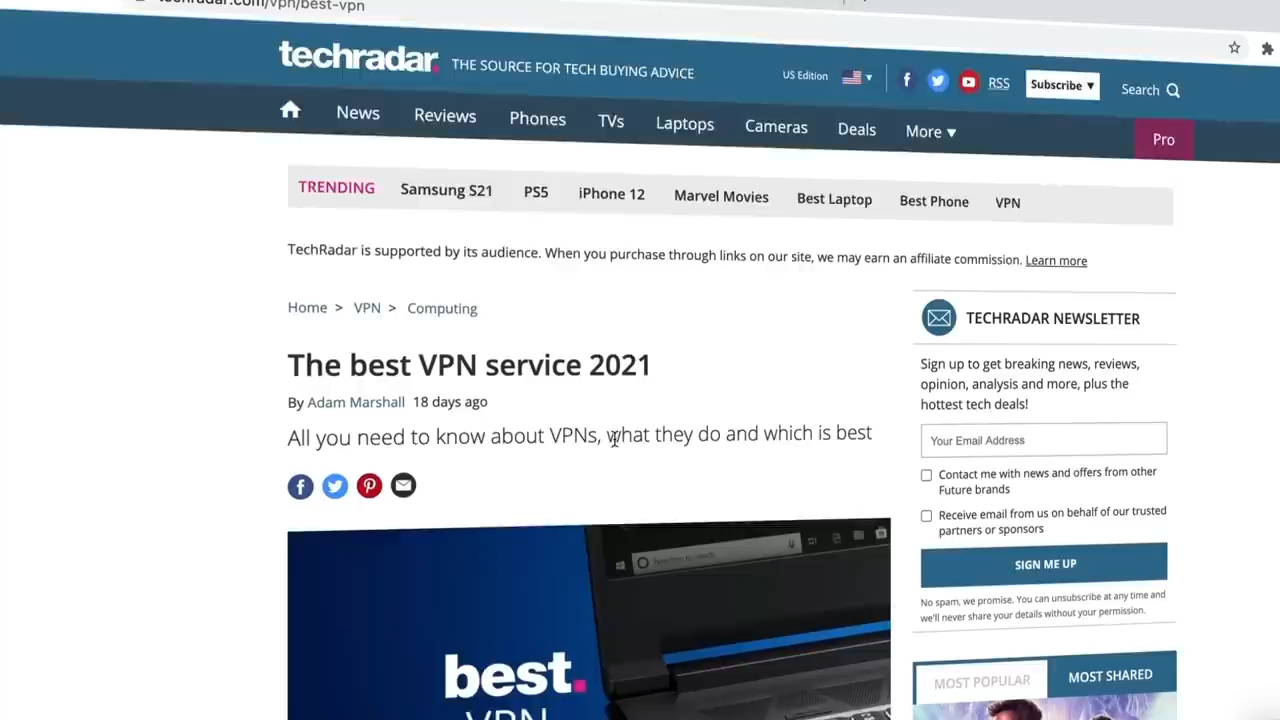 techradar.com/vpn/best-vpn
techradar. THE SOURCE FOR TECH BUYING ADVICE US Edition RSS Subscribe ▼ Search
News Reviews Phones TVs Laptops Cameras Deals More ▼ Pro
TRENDING Samsung S21 PS5 iPhone 12 Marvel Movies Best Laptop Best Phone VPN
TechRadar is supported by its audience. When you purchase through links on our site, we may earn an affiliate commission. Learn more
Home > VPN > Computing
The best VPN service 2021
By Adam Marshall 18 days ago
All you need to know about VPNs, what they do and which is best
best.
VPN
TECHRADAR NEWSLETTER
Sign up to get breaking news, reviews,
opinion, analysis and more, plus the
hottest tech deals!
Your Email Address
Contact me with news and offers from other
Future brands
Receive email from us on behalf of our trusted
partners or sponsors
SIGN ME UP
No spam, we promise. You can unsubscribe at any time and
we'll never share your details without your permission.
MOST POPULAR MOST SHARED